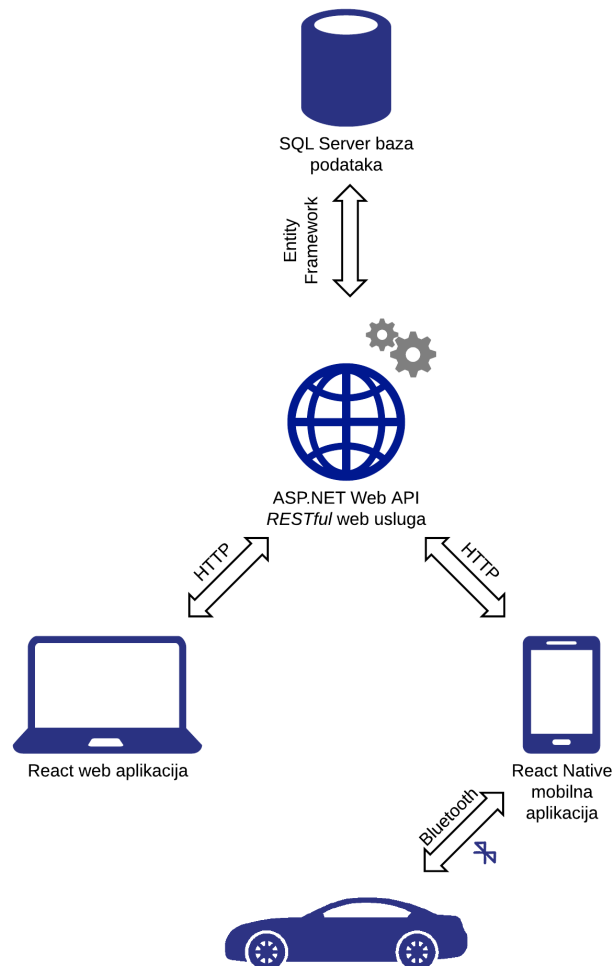 SQL Server baza
podataka
Entity
Framework
ASP.NET Web API
RESTful web usluga
HTTP
HTTP
React web aplikacija
React Native
mobilna
aplikacija
Bluetooth